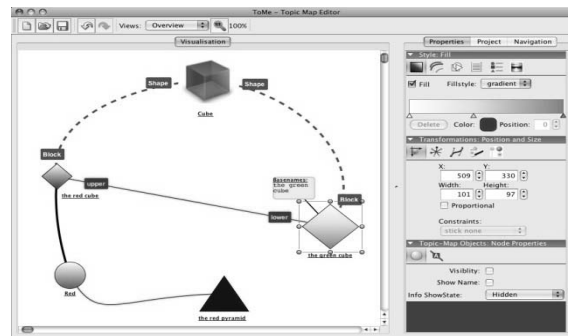 ToMe - Topic Map Editor
Views: Overview 100%
Visualisation
Properties Project Navigation
Style: Fill
Fill Fillstyle: gradient
Delete Color: Position: 0
Transformations: Position and Size
X: Y:
509 330
Width: Height:
101 97
Proportional
Constraints:
stick none
Topic-Map Objects: Node Properties
Visiblity:
Show Name:
Info ShowState: Hidden
Shape Shape
Cube
Block
the red cube
upper
Basenames:
the green
cube
Block
lower
the green cube
Red
the red pyramid